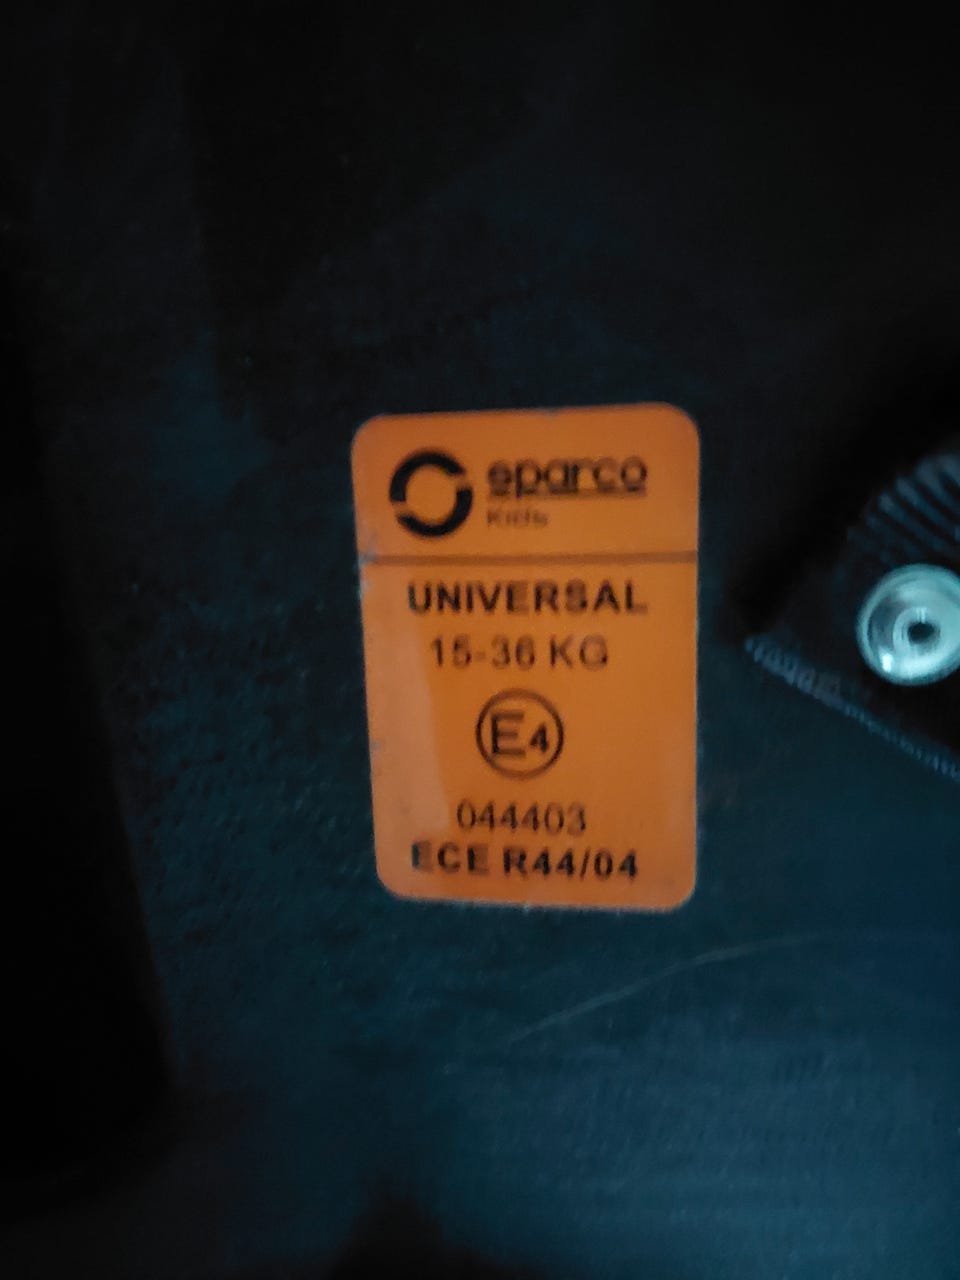 sparco
Kids
UNIVERSAL
15-36 KG
E4
044403
ECE R44/04